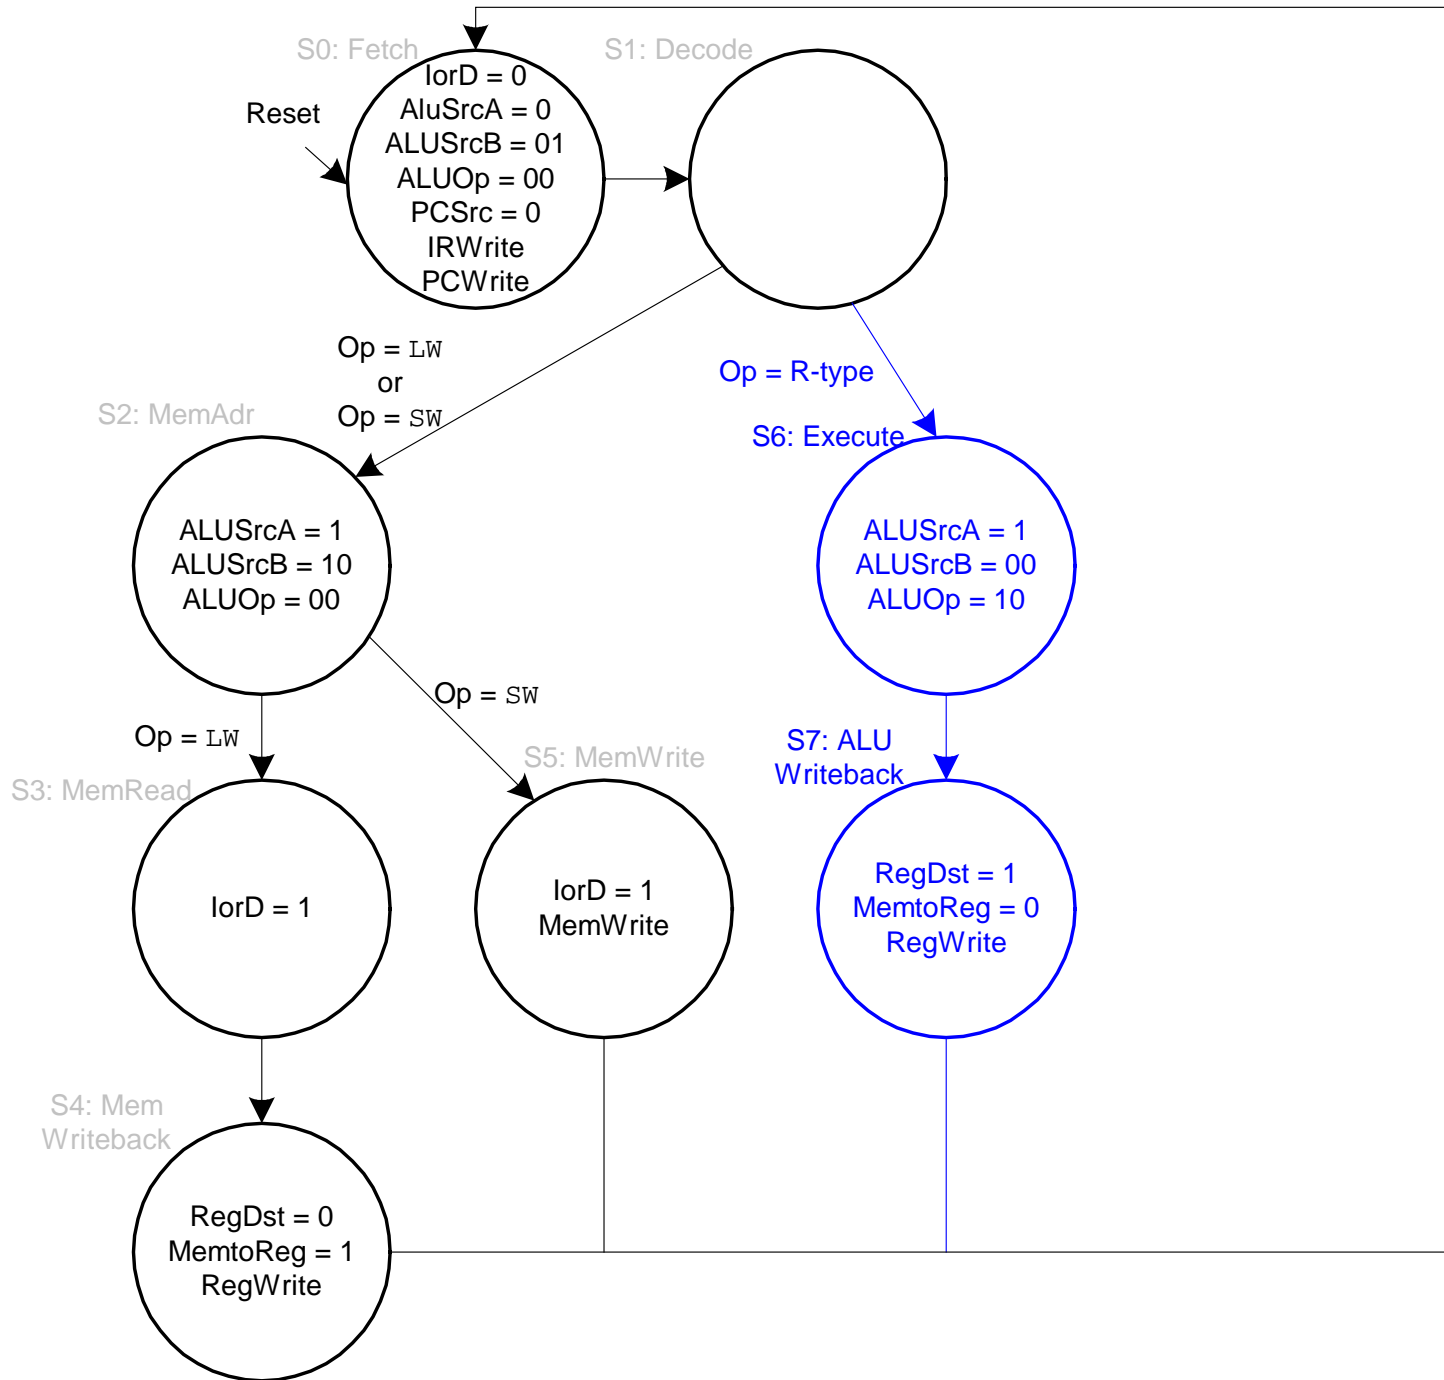 S0: Fetch
S1: Decode
Reset
IorD = 0
AluSrcA = 0
ALUSrcB = 01
ALUOp = 00
PCSrc = 0
IRWrite
PCWrite
Op = LW
or
Op = SW
Op = R-type
S2: MemAdr
S6: Execute
ALUSrcA = 1
ALUSrcB = 10
ALUOp = 00
ALUSrcA = 1
ALUSrcB = 00
ALUOp = 10
Op = SW
Op = LW
S3: MemRead
S5: MemWrite
S7: ALU
Writeback
IorD = 1
IorD = 1
MemWrite
RegDst = 1
MemtoReg = 0
RegWrite
S4: Mem
Writeback
RegDst = 0
MemtoReg = 1
RegWrite